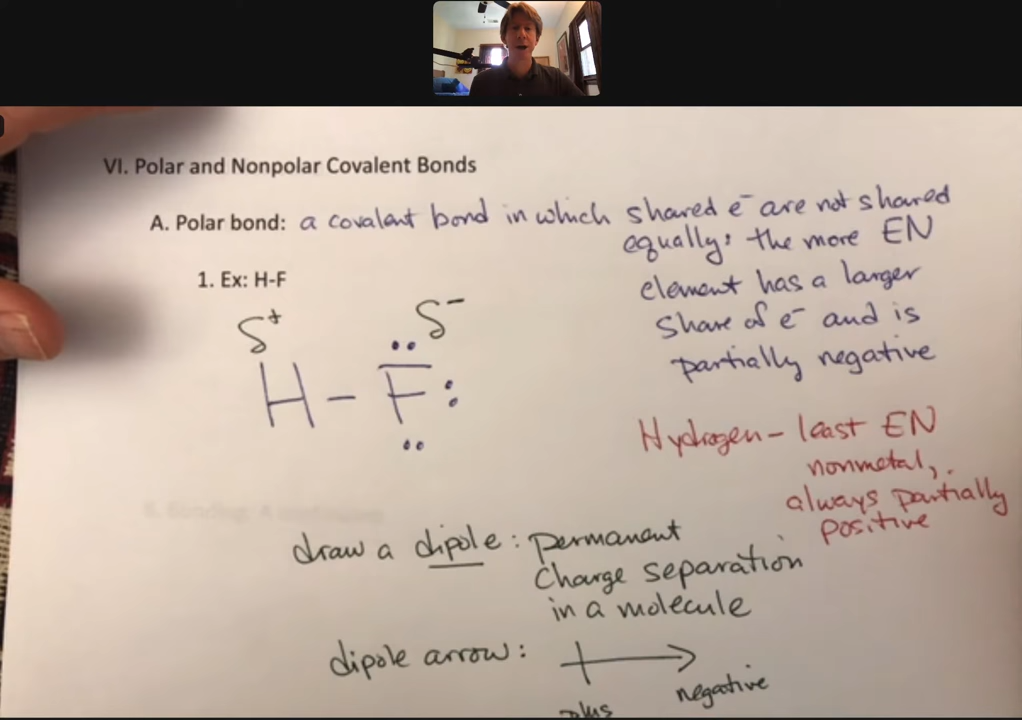 VI. Polar and Nonpolar Covalent Bonds
A. Polar bond: a covalent bond in which shared e⁻ are not shared
equally: the more EN
element has a larger
share of e⁻ and is
partially negative
1. Ex: H-F
δ⁺ δ⁻
H – F
Hydrogen – least EN
nonmetal,
always partially
positive
draw a dipole: permanant
charge separation
in a molecule
dipole arrow:
negative
plus